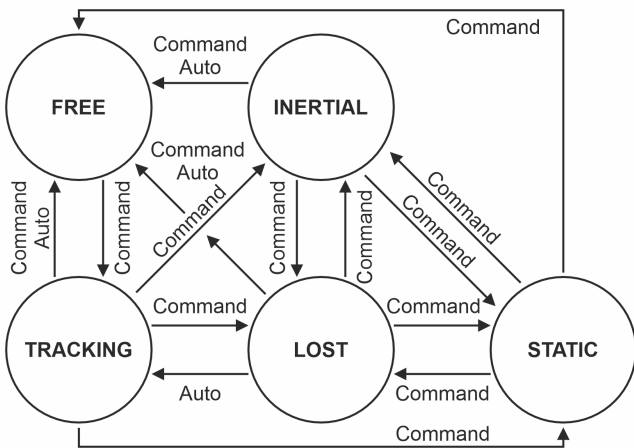 Command
Command
Auto
FREE
INERTIAL
Command
Auto
Command
Auto
Command
Command
Command
Command
Command
Command
Command
Command
TRACKING
LOST
STATIC
Auto
Command
Command